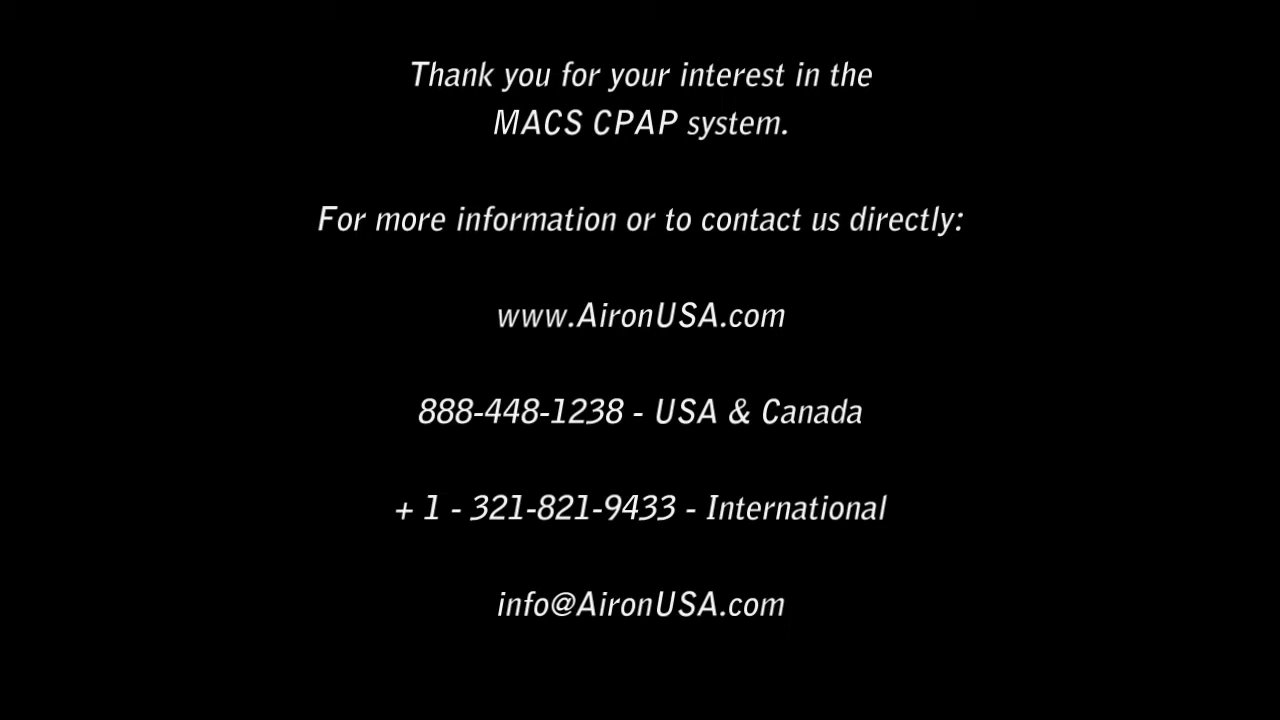 Thank you for your interest in the
MACS CPAP system.
For more information or to contact us directly:
www.AironUSA.com
888-448-1238 - USA & Canada
+ 1 - 321-821-9433 - International
info@AironUSA.com